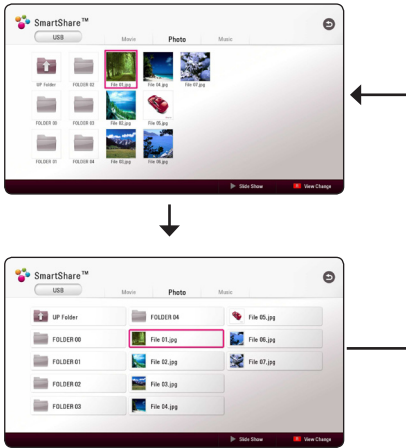 SmartShare™
USB Movie Photo Music
UP Folder FOLDER 02 File 01.jpg File 04.jpg File 07.jpg
FOLDER 00 FOLDER 03 File 02.jpg File 05.jpg
FOLDER 01 FOLDER 04 File 03.jpg File 06.jpg
Slide Show View Change
SmartShare™
USB Movie Photo Music
UP Folder FOLDER 04 File 05.jpg
FOLDER 00 File 01.jpg File 06.jpg
FOLDER 01 File 02.jpg File 07.jpg
FOLDER 02 File 03.jpg
FOLDER 03 File 04.jpg
Slide Show View Change